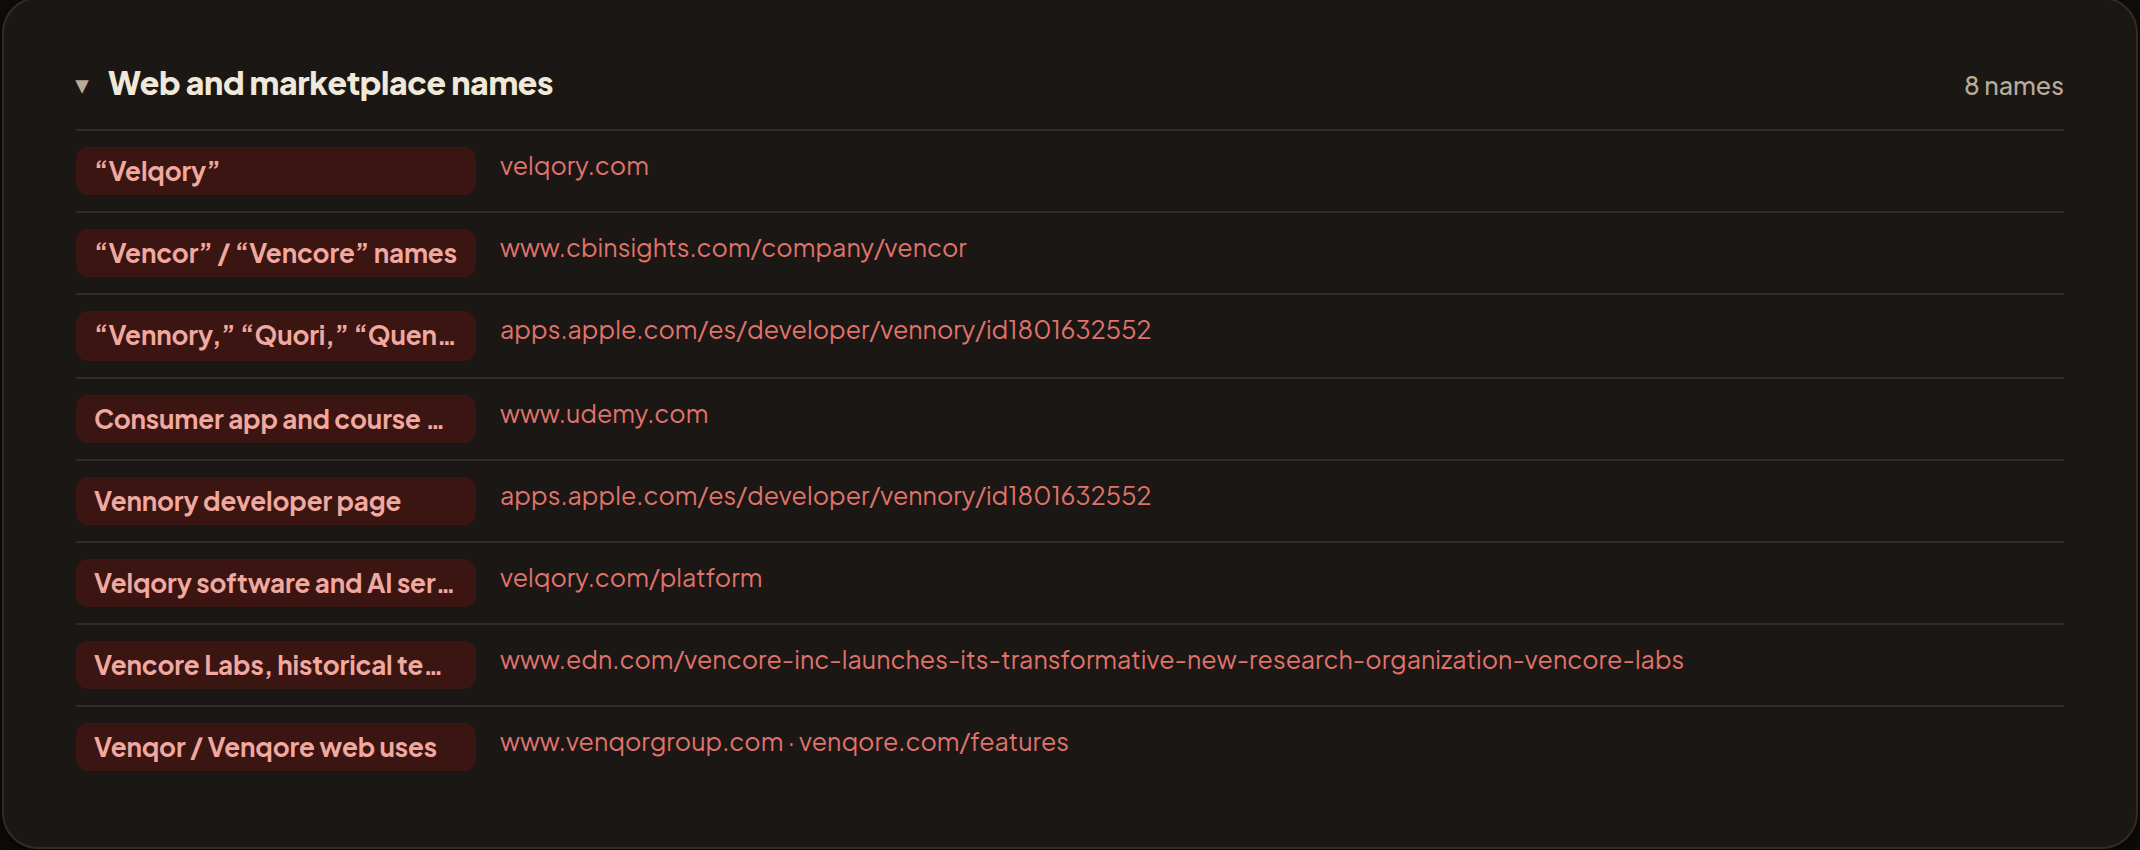 ▼ Web and marketplace names 8 names
“Velqory” velqory.com
“Vencor” / “Vencore” names www.cbinsights.com/company/vencor
“Vennory,” “Quori,” “Quen… apps.apple.com/es/developer/vennory/id1801632552
Consumer app and course … www.udemy.com
Vennory developer page apps.apple.com/es/developer/vennory/id1801632552
Velqory software and AI ser… velqory.com/platform
Vencore Labs, historical te… www.edn.com/vencore-inc-launches-its-transformative-new-research-organization-vencore-labs
Venqor / Venqore web uses www.venqorgroup.com · venqore.com/features